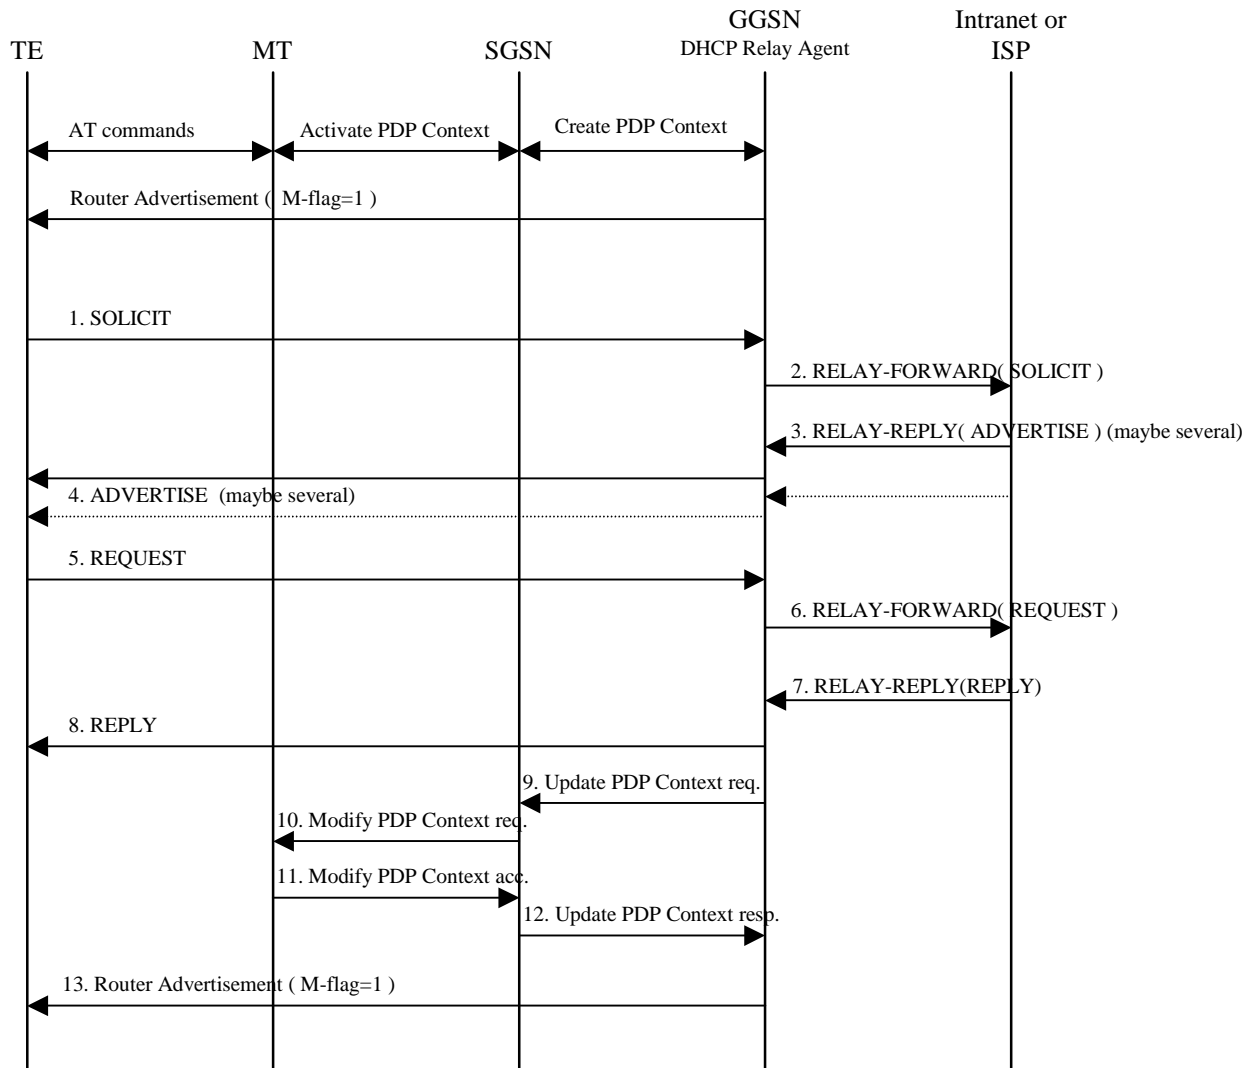 GGSN
Intranet or
TE
MT
SGSN
DHCP Relay Agent
ISP
AT commands
Activate PDP Context
Create PDP Context
Router Advertisement ( M-flag=1 )
1. SOLICIT
2. RELAY-FORWARD( SOLICIT )
3. RELAY-REPLY( ADVERTISE ) (maybe several)
4. ADVERTISE (maybe several)
5. REQUEST
6. RELAY-FORWARD( REQUEST )
7. RELAY-REPLY(REPLY)
8. REPLY
9. Update PDP Context req.
10. Modify PDP Context req.
11. Modify PDP Context acc.
12. Update PDP Context resp.
13. Router Advertisement ( M-flag=1 )